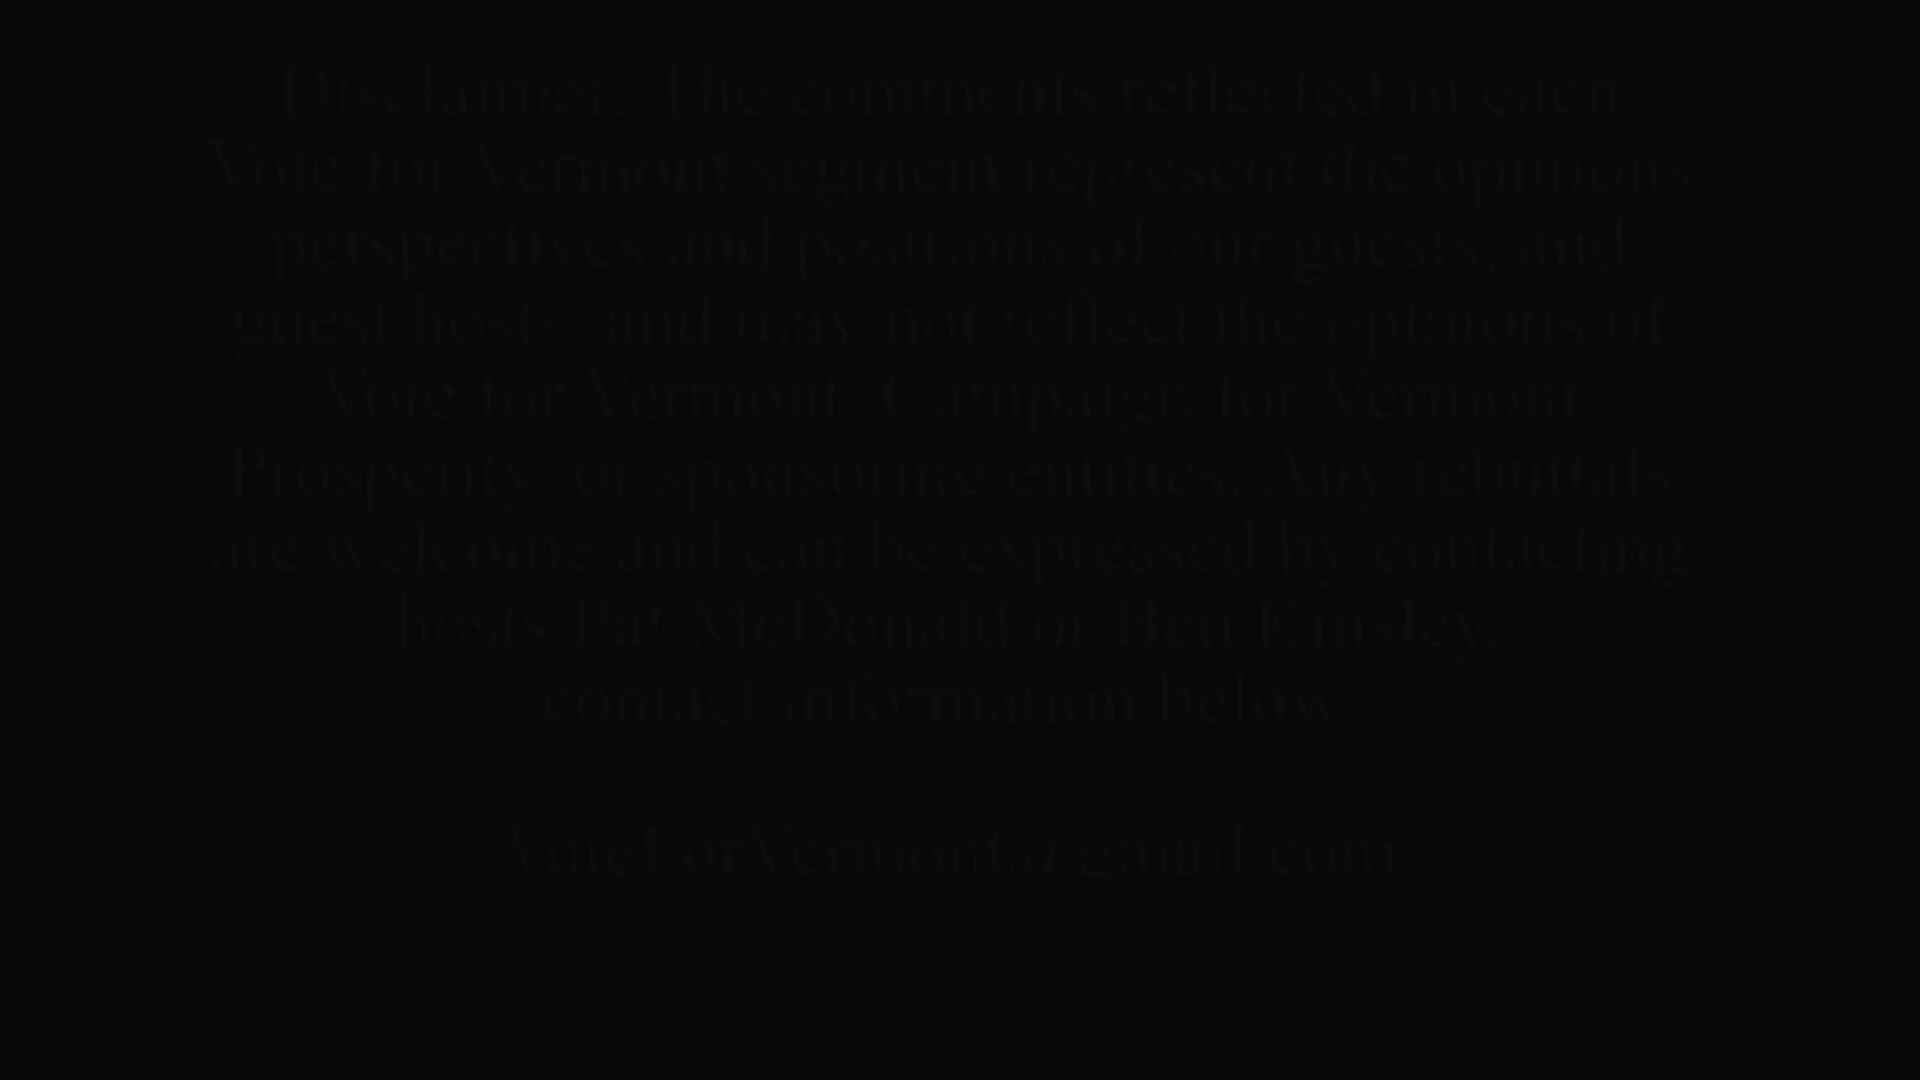 Disclaimer: The comments reflected in each
Vote for Vermont segment represent the opinions
perspectives and positions of our guests, and
guest hosts, and may not reflect the opinions of
Vote for Vermont, Campaign for Vermont
Prosperity, or sponsoring entities. Any rebuttals
are welcome and can be expressed by contacting
hosts Pat McDonald or Ben Kinsley,
contact information below.
VoteForVermont@gmail.com